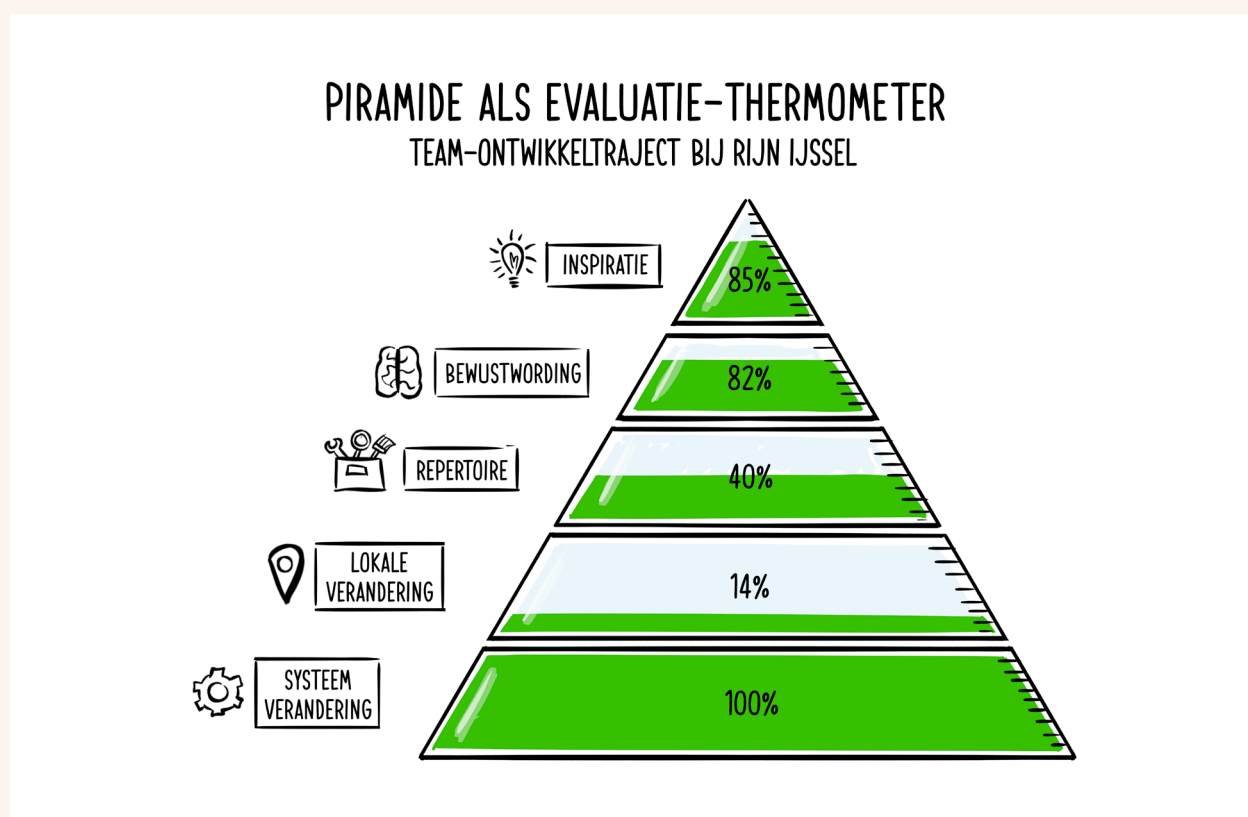 PIRAMIDE ALS EVALUATIE-THERMOMETER
TEAM-ONTWIKKELTRAJECT BIJ RIJN IJSSEL
INSPIRATIE
85%
BEWUSTWORDING
82%
REPERTOIRE
40%
LOKALE
VERANDERING
14%
SYSTEEM
VERANDERING
100%